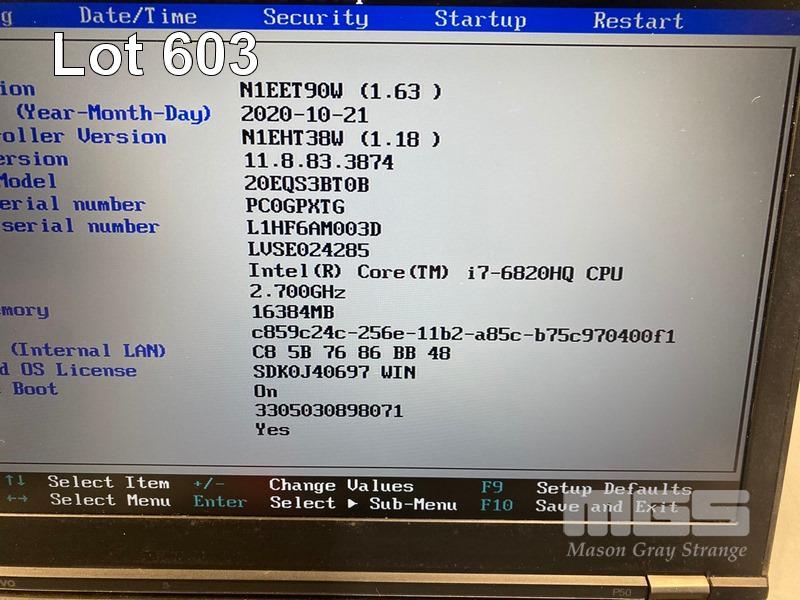 g Date/Time Security Startup Restart
Lot 603
ion N1EET90W (1.63 )
(Year-Month-Day) 2020-10-21
oller Version N1EHT38W (1.18 )
ersion 11.8.83.3874
Model 20EQS3BT0B
erial number PC0GPXTG
serial number L1HF6AM003D
LVSE024285
Intel(R) Core(TM) i7-6820HQ CPU
2.700GHz
mory 16384MB
c859c24c-256e-11b2-a85c-b75c970400f1
(Internal LAN) C8 5B 76 86 BB 48
d OS License SDK0J40697 WIN
Boot On
3305030898071
Yes
↑↓ Select Item +/- Change Values F9 Setup Defaults
←→ Select Menu Enter Select ▶ Sub-Menu F10 Save and Exit
MGS
Mason Gray Strange
vo P50